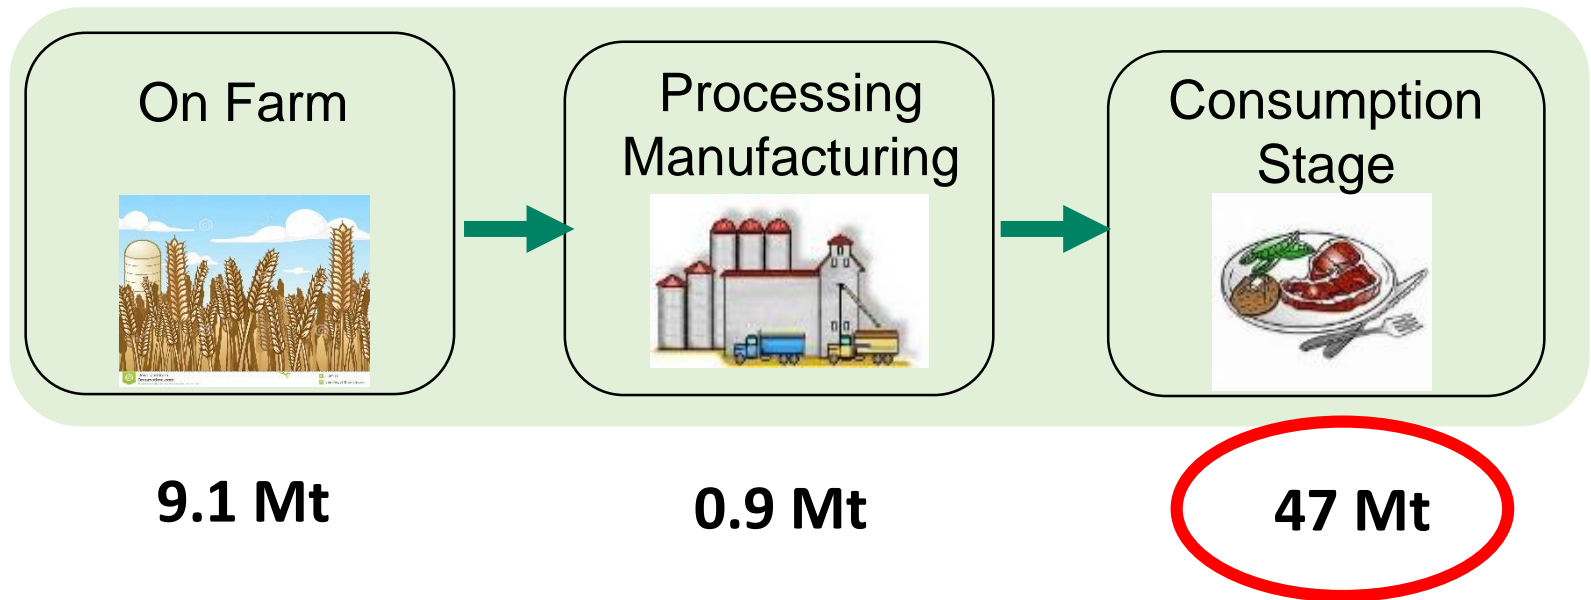 On Farm
Processing
Manufacturing
Consumption
Stage
9.1 Mt
0.9 Mt
47 Mt